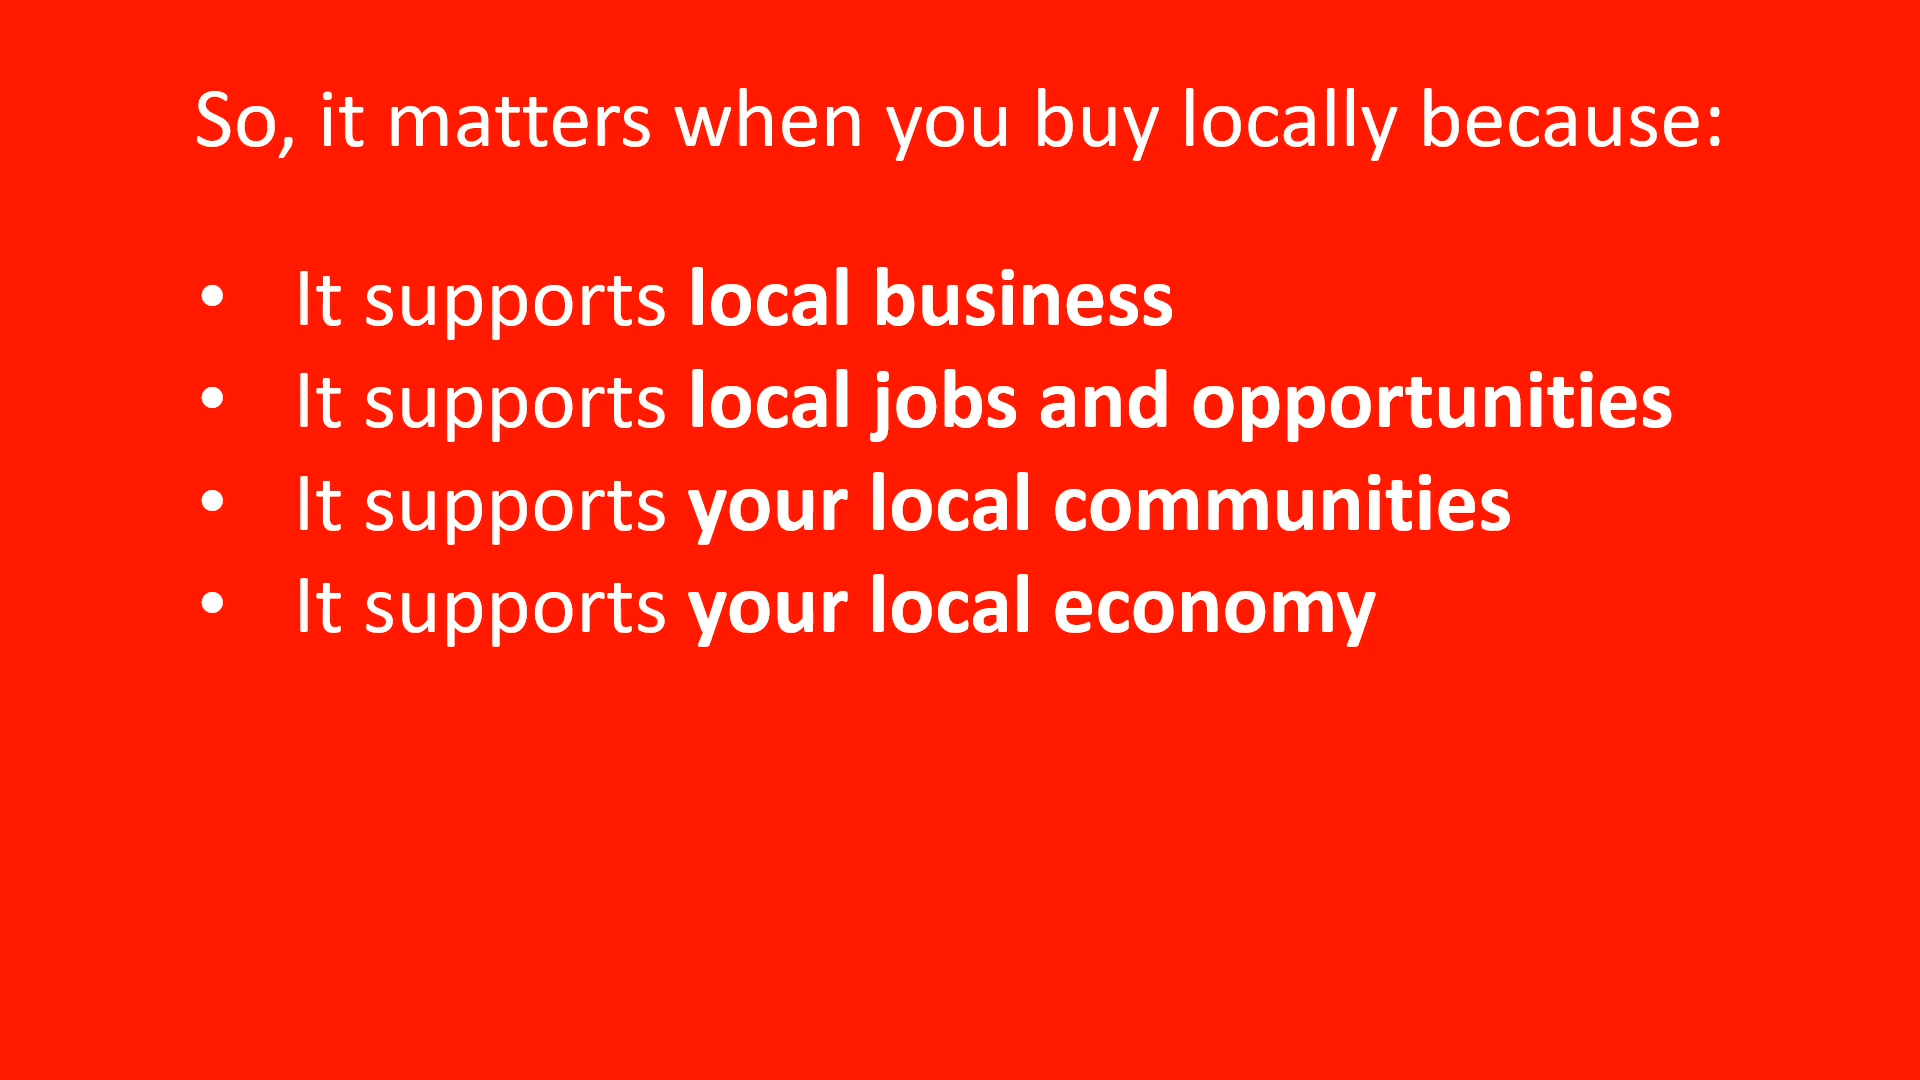 So, it matters when you buy locally because:
• It supports local business
• It supports local jobs and opportunities
• It supports your local communities
• It supports your local economy